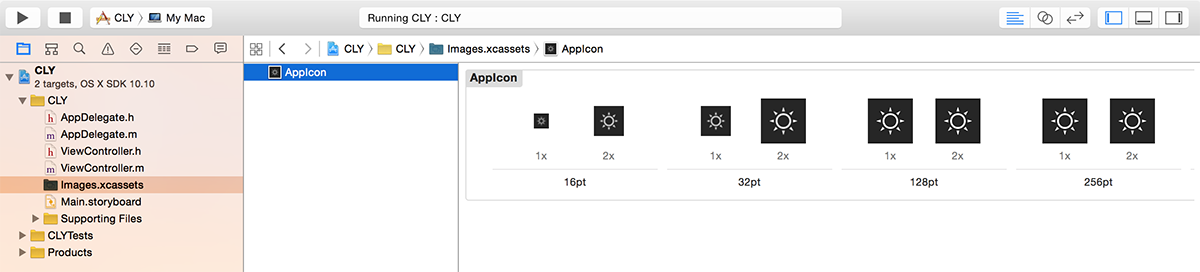 CLY 〉 My Mac
Running CLY : CLY
CLY
2 targets, OS X SDK 10.10
CLY
h AppDelegate.h
m AppDelegate.m
h ViewController.h
m ViewController.m
Images.xcassets
Main.storyboard
Supporting Files
CLYTests
Products
CLY 〉 CLY 〉 Images.xcassets 〉 AppIcon
AppIcon
AppIcon
1x 2x 1x 2x 1x 2x 1x 2x
16pt 32pt 128pt 256pt